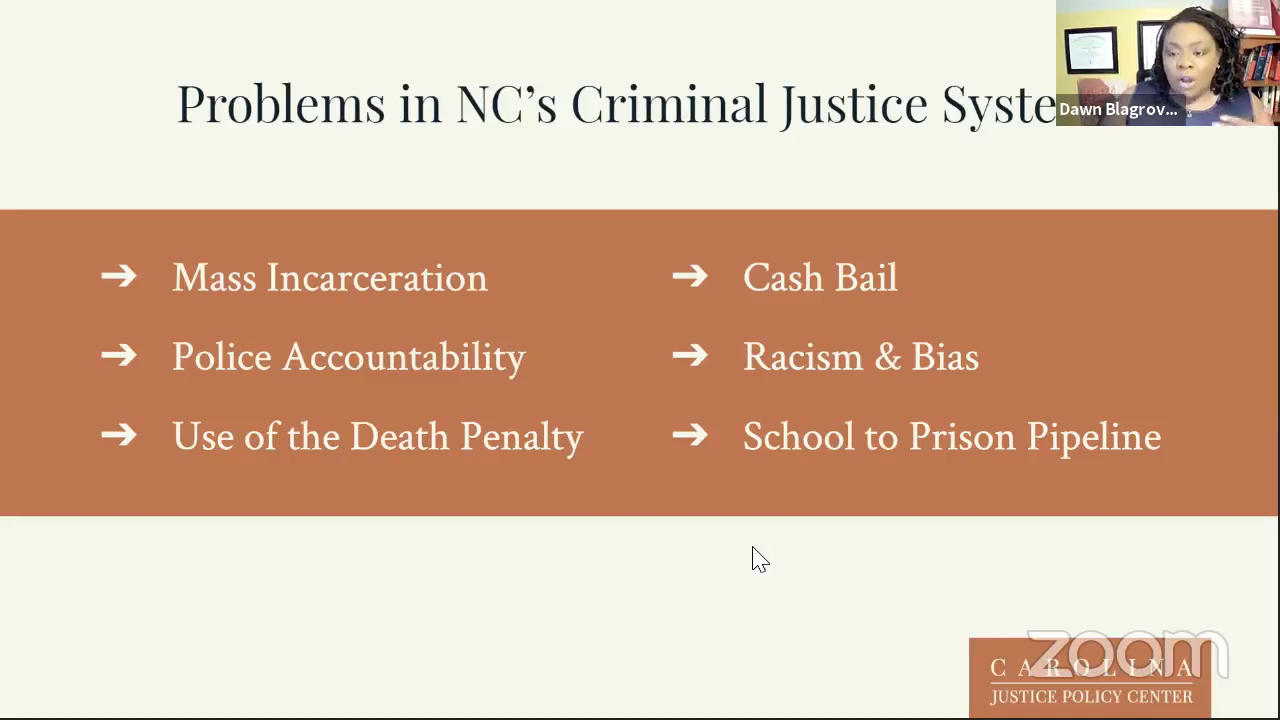 Problems in NC's Criminal Justice Syste
Dawn Blagrov...
➔ Mass Incarceration
➔ Police Accountability
➔ Use of the Death Penalty
➔ Cash Bail
➔ Racism & Bias
➔ School to Prison Pipeline
zoom
CAROLINA
JUSTICE POLICY CENTER